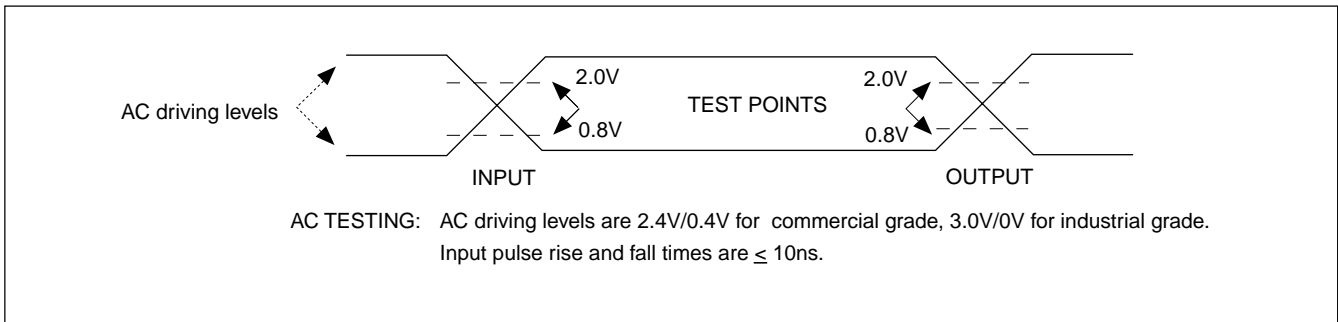 2.0V
2.0V
AC driving levels
TEST POINTS
0.8V
0.8V
INPUT
OUTPUT
AC TESTING: AC driving levels are 2.4V/0.4V for commercial grade, 3.0V/0V for industrial grade.
Input pulse rise and fall times are ≤ 10ns.